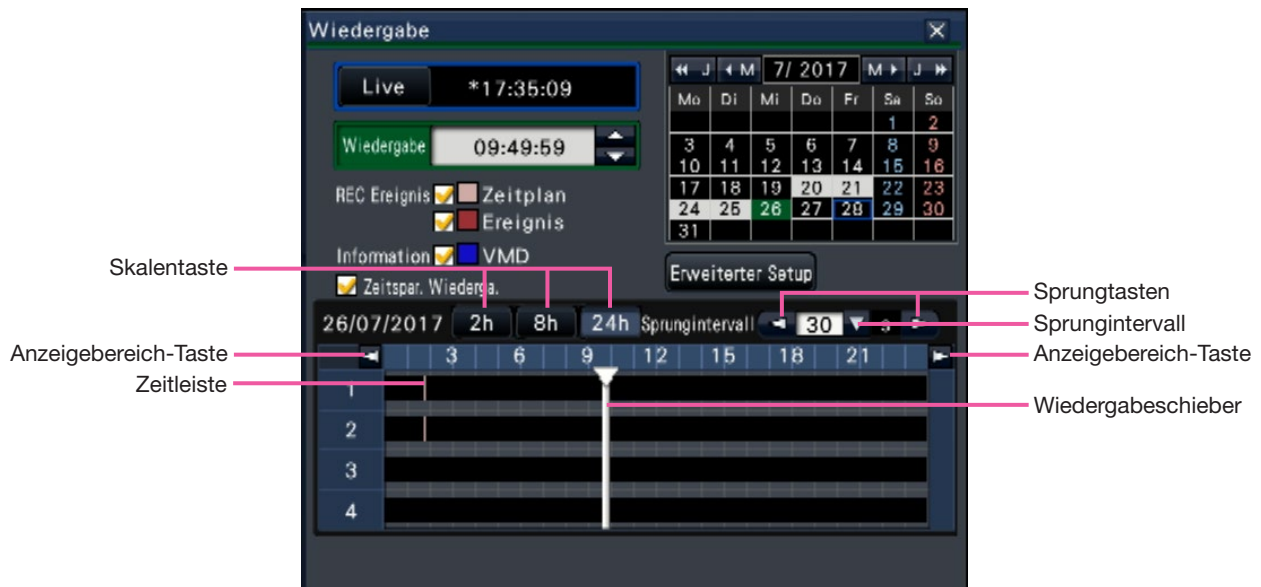 Wiedergabe
Live *17:35:09
Wiedergabe 09:49:59
REC Ereignis Zeitplan
Ereignis
Information VMD
Zeitspar. Wiederga.
J M 7/ 2017 M J
Mo Di Mi Do Fr Sa So
1 2
3 4 5 6 7 8 9
10 11 12 13 14 15 16
17 18 19 20 21 22 23
24 25 26 27 28 29 30
31
Erweiterter Setup
26/07/2017 2h 8h 24h Sprungintervall 30 s
3 6 9 12 15 18 21
1
2
3
4
Skalentaste
Anzeigebereich-Taste
Zeitleiste
Sprungtasten
Sprungintervall
Anzeigebereich-Taste
Wiedergabeschieber